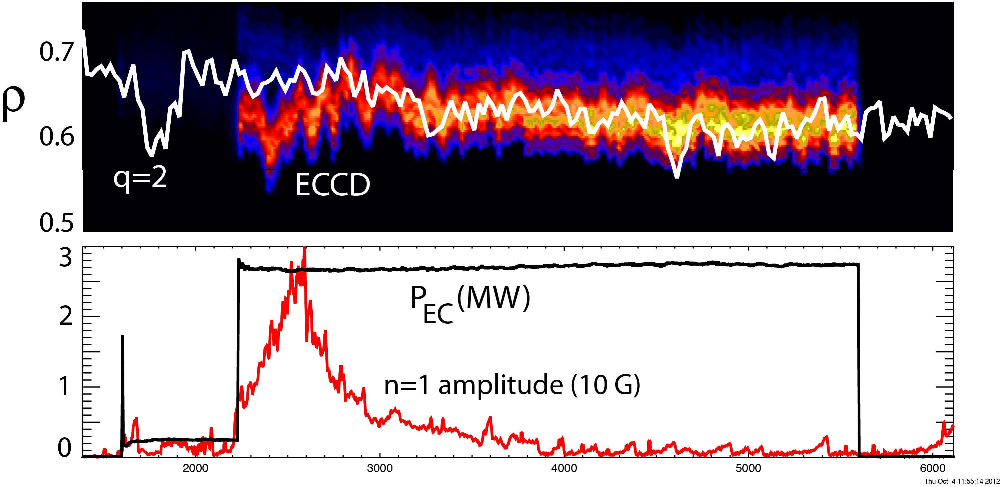 0.7
ρ
0.6
q=2
ECCD
0.5
3
P_EC (MW)
2
1
n=1 amplitude (10 G)
0
2000 3000 4000 5000 6000
Thu Oct 4 11:55:14 2012